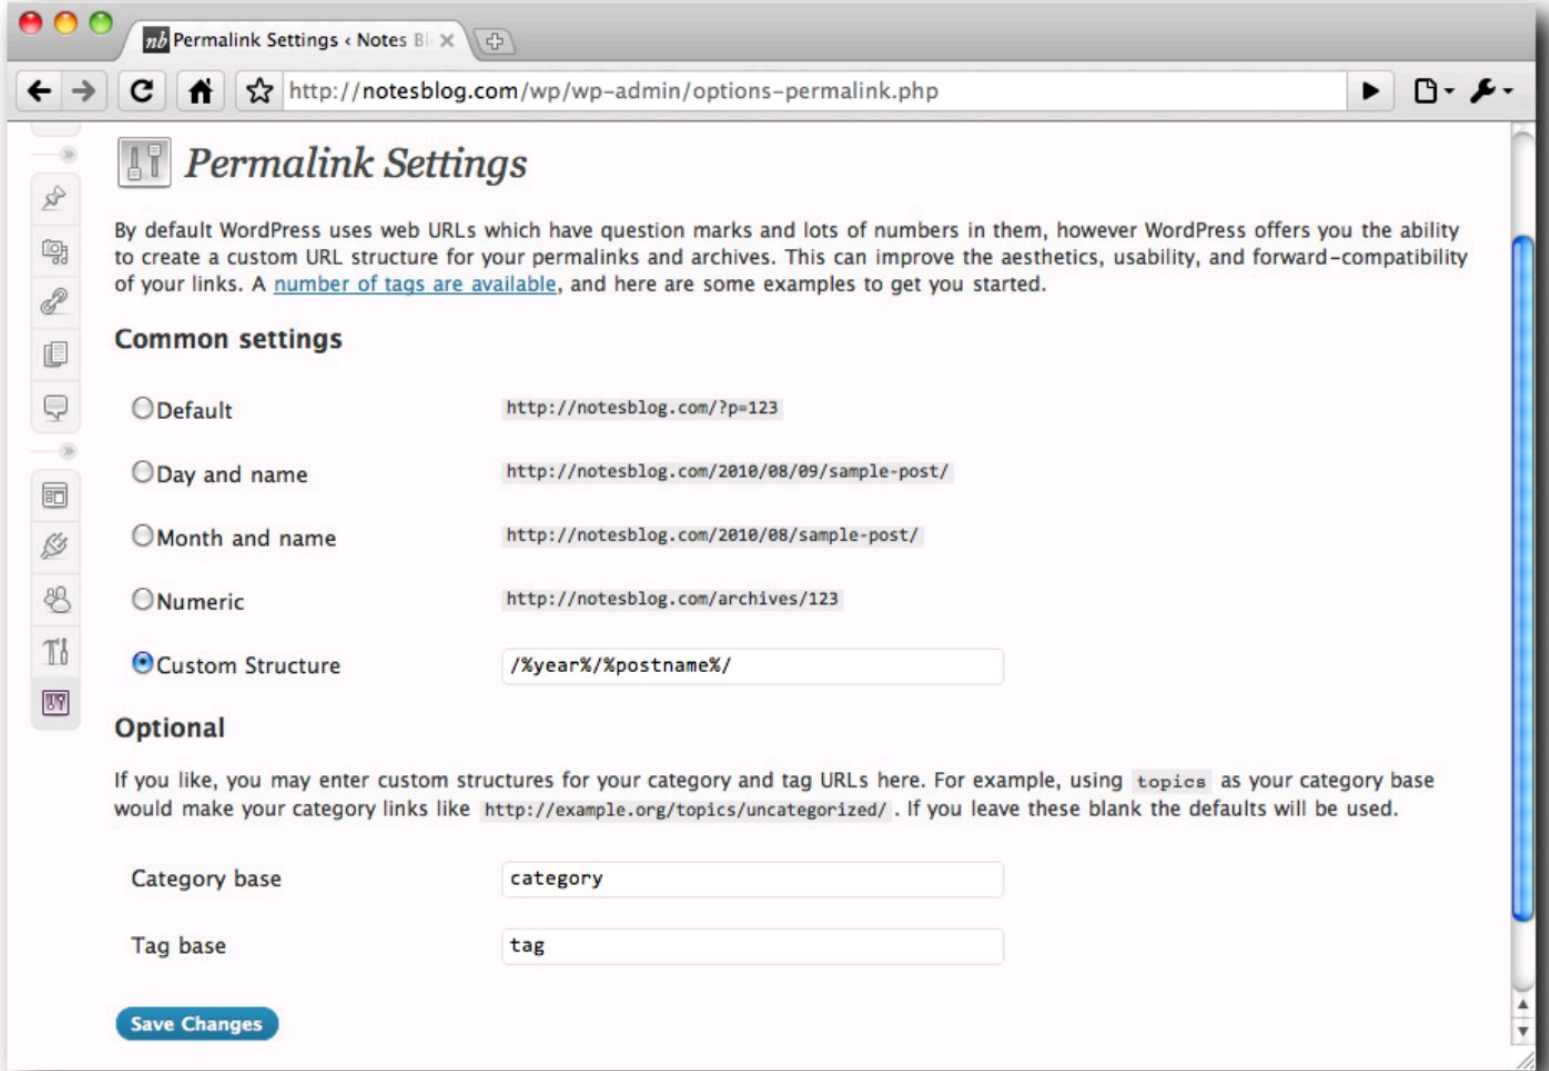 nb Permalink Settings ‹ Notes Bl
http://notesblog.com/wp/wp-admin/options-permalink.php
Permalink Settings
By default WordPress uses web URLs which have question marks and lots of numbers in them, however WordPress offers you the ability
to create a custom URL structure for your permalinks and archives. This can improve the aesthetics, usability, and forward-compatibility
of your links. A number of tags are available, and here are some examples to get you started.
Common settings
Default http://notesblog.com/?p=123
Day and name http://notesblog.com/2010/08/09/sample-post/
Month and name http://notesblog.com/2010/08/sample-post/
Numeric http://notesblog.com/archives/123
Custom Structure /%year%/%postname%/
Optional
If you like, you may enter custom structures for your category and tag URLs here. For example, using topics as your category base
would make your category links like http://example.org/topics/uncategorized/ . If you leave these blank the defaults will be used.
Category base category
Tag base tag
Save Changes